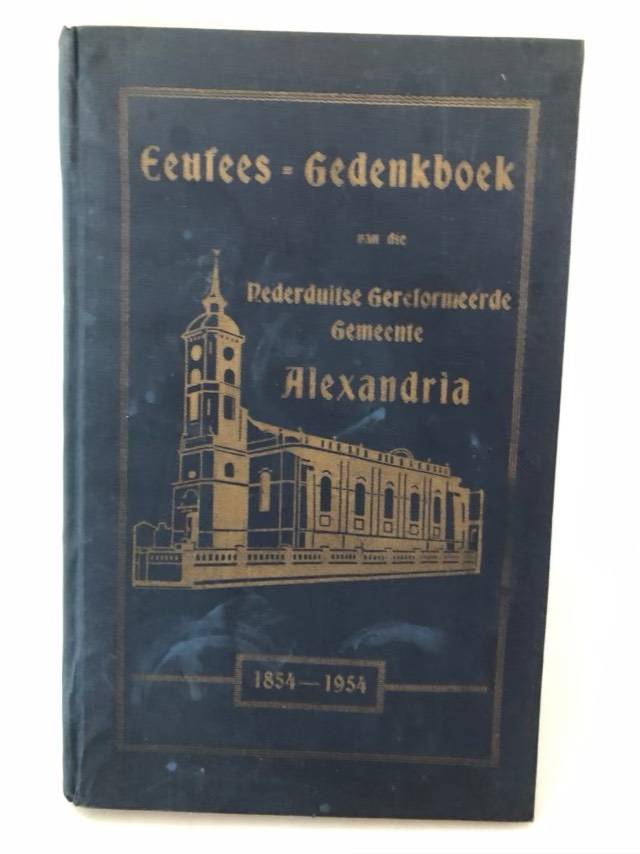 Eeufees = Gedenkboek
van die
Nederduitse Gereformeerde
Gemeente
Alexandria
1854 — 1954